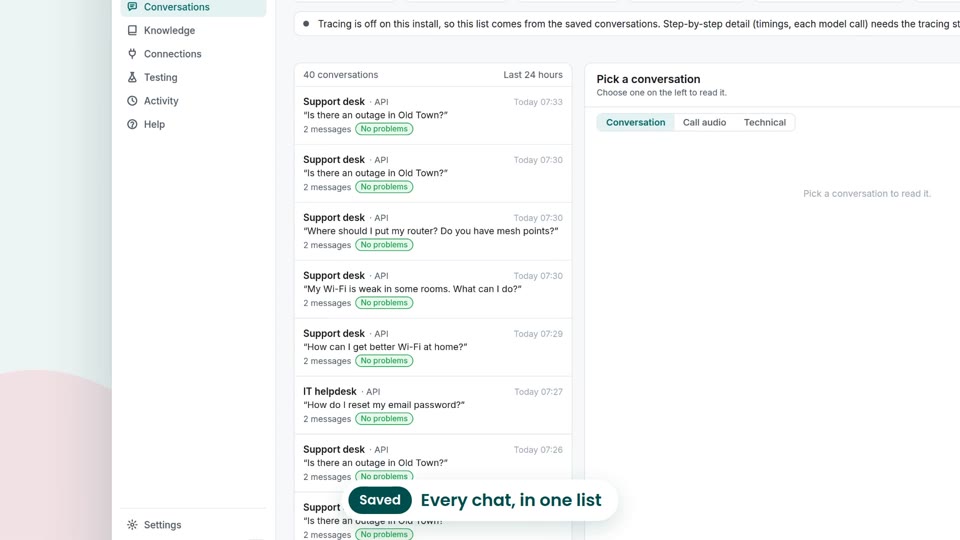 Conversations
Knowledge
Connections
Testing
Activity
Help
Settings
Tracing is off on this install, so this list comes from the saved conversations. Step-by-step detail (timings, each model call) needs the tracing st
40 conversations Last 24 hours
Support desk · API Today 07:33
“Is there an outage in Old Town?”
2 messages No problems
Support desk · API Today 07:30
“Is there an outage in Old Town?”
2 messages No problems
Support desk · API Today 07:30
“Where should I put my router? Do you have mesh points?”
2 messages No problems
Support desk · API Today 07:30
“My Wi-Fi is weak in some rooms. What can I do?”
2 messages No problems
Support desk · API Today 07:29
“How can I get better Wi-Fi at home?”
2 messages No problems
IT helpdesk · API Today 07:27
“How do I reset my email password?”
2 messages No problems
Support desk · API Today 07:26
“Is there an outage in Old Town?”
2 messages No problems
Support
“Is there an outage in Old Town?”
2 messages No problems
Pick a conversation
Choose one on the left to read it.
Conversation Call audio Technical
Pick a conversation to read it.
Saved Every chat, in one list